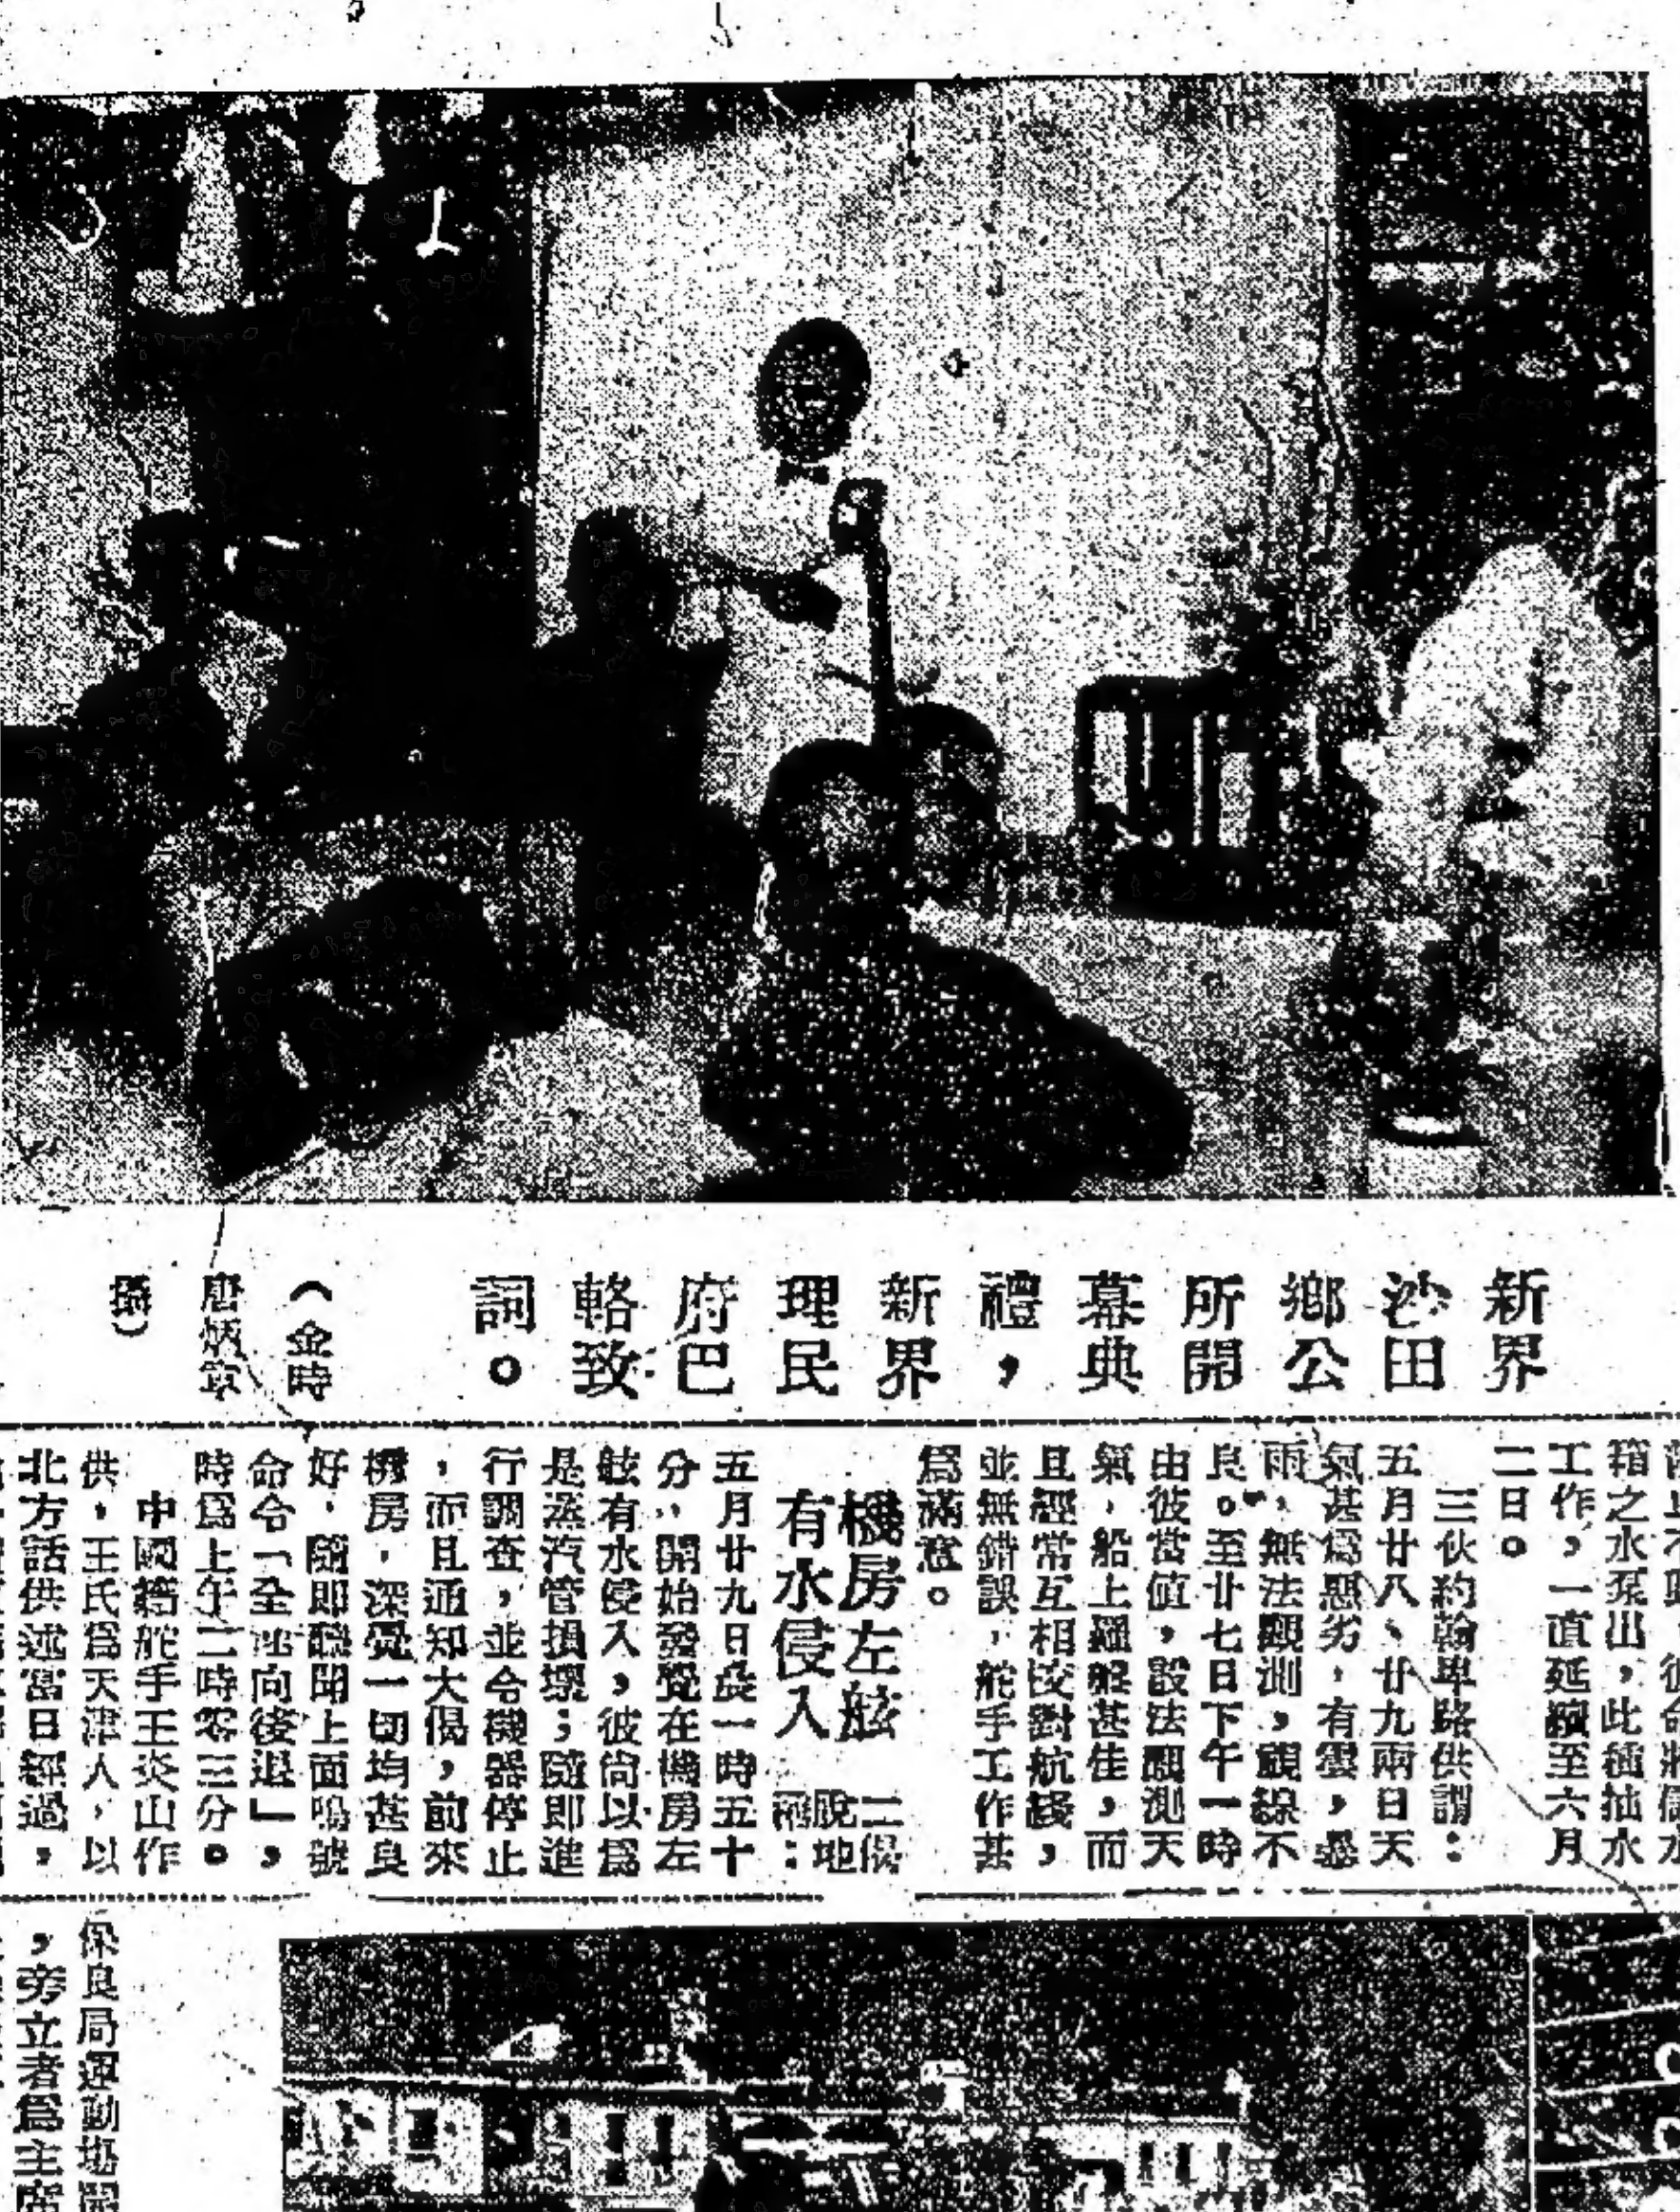 新界
沙田
鄉公
所開
幕典
禮，
新界
理民
府巴
輅致
詞。
（金時
唐炳
攝）
箱之水泵出，此種抽水
工作，一直延續至六月
二日。
三伙約翰卑路供謂：
五月廿八、廿九兩日天
氣甚爲惡劣，有雲，暴
雨，無法觀測，視線不
良。至廿七日下午一時
由彼當值，設法觀測天
氣，船上羅盤甚佳，而
且經常互相校對航綫，
並無錯誤，舵手工作甚
爲滿意。
機房左舷
有水侵入
五月廿九日晨一時五十
分，開始發覺在機房左
舷有水侵入，彼尙以爲
是蒸汽管損壞；隨即進
行調查，並令機器停止
，而且通知大偈，前來
機房，深覺一切均甚良
好，隨即聽聞上面鳴號
命令「全向後退」，
時爲上午二時零三分。
中國籍舵手王炎山作
供，王氏爲天津人，以
北方話供述當日經過，
保良局運動場開
，旁立者爲主席